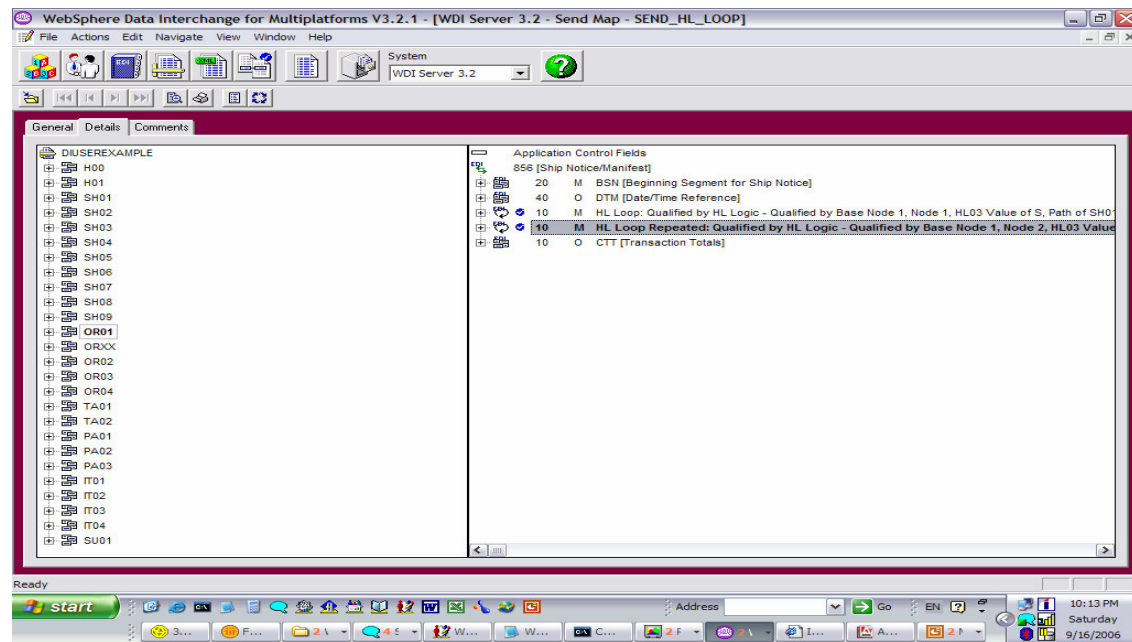 WebSphere Data Interchange for Multiplatforms V3.2.1 - [WDI Server 3.2 - Send Map - SEND_HL_LOOP]
File Actions Edit Navigate View Window Help
System
WDI Server 3.2
General Details Comments
DIUSEREXAMPLE
H00
H01
SH01
SH02
SH03
SH04
SH05
SH06
SH07
SH08
SH09
OR01
ORXX
OR02
OR03
OR04
TA01
TA02
PA01
PA02
PA03
IT01
IT02
IT03
IT04
SU01
Application Control Fields
856 [Ship Notice/Manifest]
20 M BSN [Beginning Segment for Ship Notice]
40 O DTM [Date/Time Reference]
10 M HL Loop: Qualified by HL Logic - Qualified by Base Node 1, Node 1, HL03 Value of S, Path of SH01
10 M HL Loop Repeated: Qualified by HL Logic - Qualified by Base Node 1, Node 2, HL03 Value
10 O CTT [Transaction Totals]
Ready
start Address Go EN 10:13 PM
Saturday
3... F... 2 \ 4 S W... W... C... 2 F 2 \ I... A... 9/16/2006